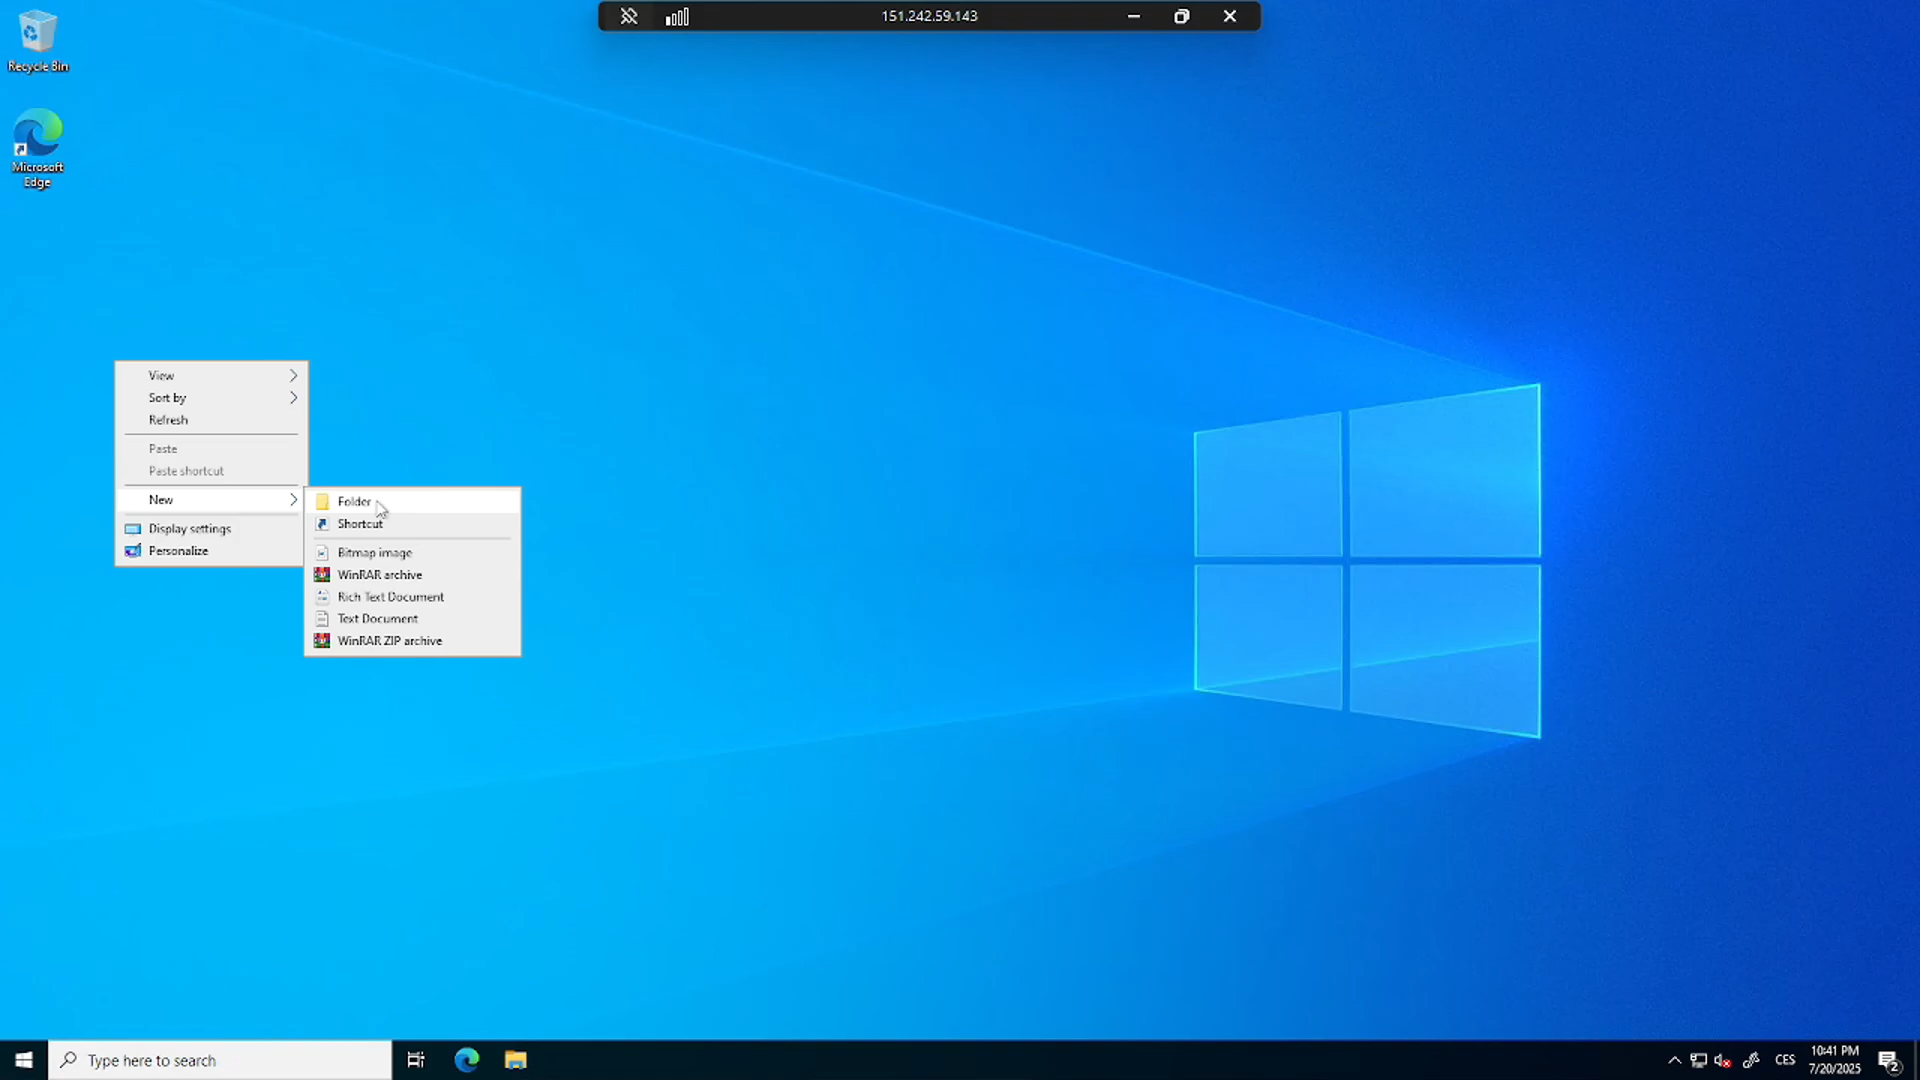 151.242.59.143
Recycle Bin
Microsoft
Edge
View
Sort by
Refresh
Paste
Paste shortcut
New
Display settings
Personalize
Folder
Shortcut
Bitmap image
WinRAR archive
Rich Text Document
Text Document
WinRAR ZIP archive
Type here to search
CES
10:41 PM
7/20/2025
2